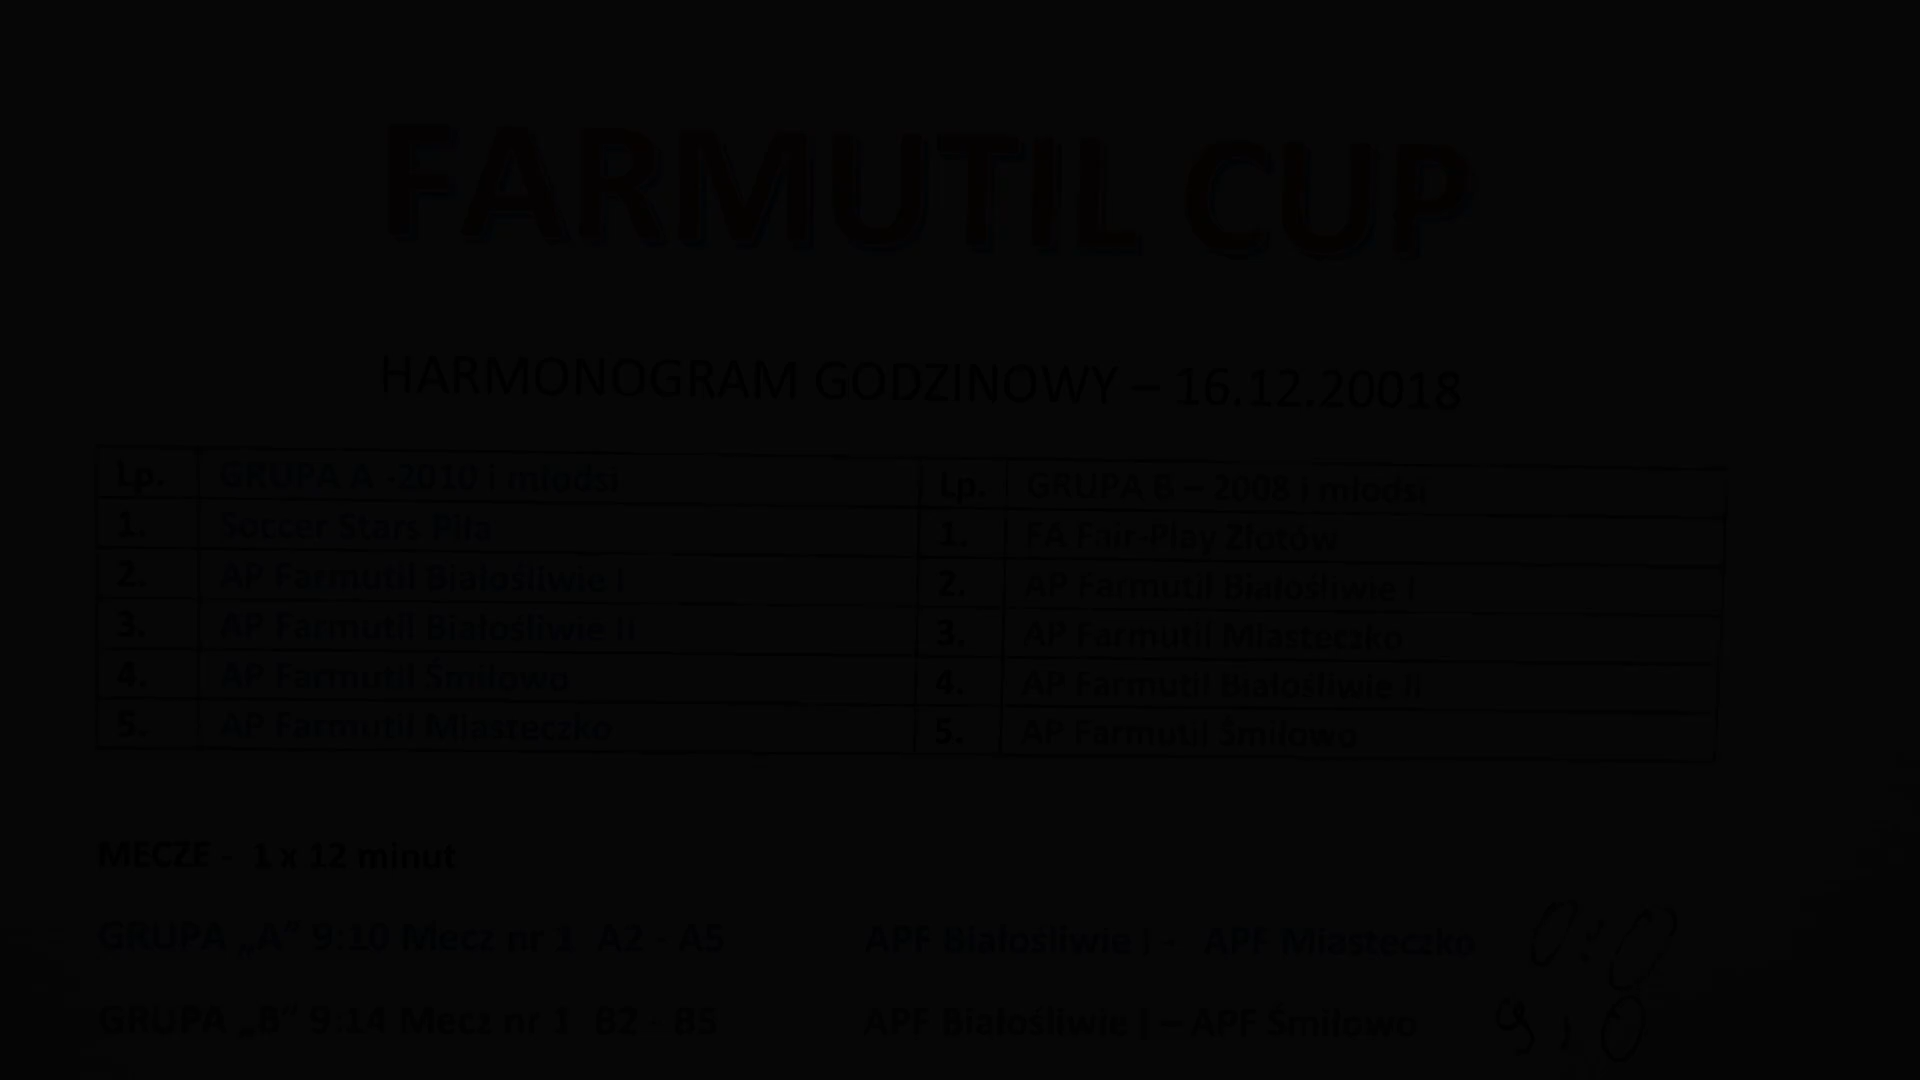 FARMUTIL CUP
HARMONOGRAM GODZINOWY – 16.12.20018
Lp. GRUPA A -2010 i młodsi Lp. GRUPA B – 2008 i młodsi
1. Soccer Stars Piła 1. FA Fair-Play Złotów
2. AP Farmutil Białośliwie I 2. AP Farmutil Białośliwie I
3. AP Farmutil Białośliwie II 3. AP Farmutil Miasteczko
4. AP Farmutil Śmiłowo 4. AP Farmutil Białośliwie II
5. AP Farmutil Miasteczko 5. AP Farmutil Śmiłowo
MECZE - 1 x 12 minut
GRUPA „A” 9:10 Mecz nr 1 A2 - A5 APF Białośliwie I - APF Miasteczko 0:0
GRUPA „B” 9:14 Mecz nr 1 B2 - B5 APF Białośliwie I – APF Śmiłowo